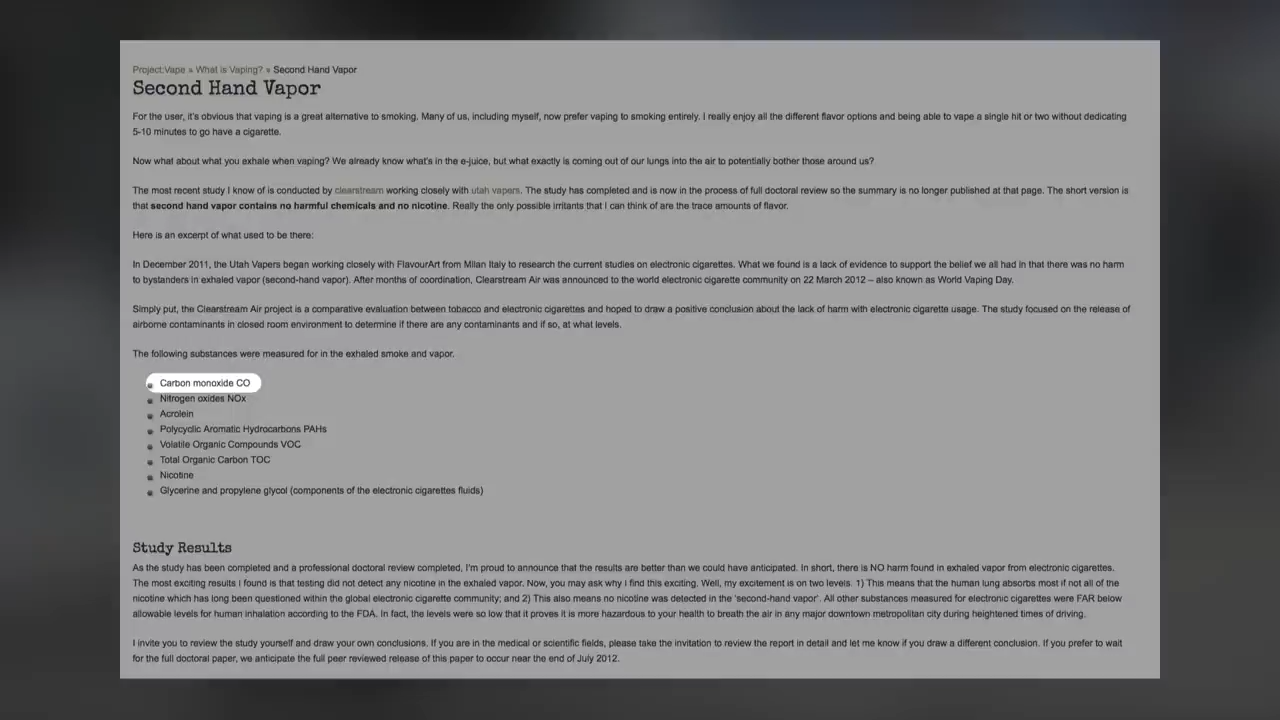 Project:Vape » What is Vaping? » Second Hand Vapor
Second Hand Vapor
For the user, it's obvious that vaping is a great alternative to smoking. Many of us, including myself, now prefer vaping to smoking entirely. I really enjoy all the different flavor options and being able to vape a single hit or two without dedicating
5-10 minutes to go have a cigarette.
Now what about what you exhale when vaping? We already know what's in the e-juice, but what exactly is coming out of our lungs into the air to potentially bother those around us?
The most recent study I know of is conducted by clearstream working closely with utah vapers. The study has completed and is now in the process of full doctoral review so the summary is no longer published at that page. The short version is
that second hand vapor contains no harmful chemicals and no nicotine. Really the only possible irritants that I can think of are the trace amounts of flavor.
Here is an excerpt of what used to be there:
In December 2011, the Utah Vapers began working closely with FlavourArt from Milan Italy to research the current studies on electronic cigarettes. What we found is a lack of evidence to support the belief we all had in that there was no harm
to bystanders in exhaled vapor (second-hand vapor). After months of coordination, Clearstream Air was announced to the world electronic cigarette community on 22 March 2012 – also known as World Vaping Day.
Simply put, the Clearstream Air project is a comparative evaluation between tobacco and electronic cigarettes and hoped to draw a positive conclusion about the lack of harm with electronic cigarette usage. The study focused on the release of
airborne contaminants in closed room environment to determine if there are any contaminants and if so, at what levels.
The following substances were measured for in the exhaled smoke and vapor.
Carbon monoxide CO
Nitrogen oxides NOx
Acrolein
Polycyclic Aromatic Hydrocarbons PAHs
Volatile Organic Compounds VOC
Total Organic Carbon TOC
Nicotine
Glycerine and propylene glycol (components of the electronic cigarettes fluids)
Study Results
As the study has been completed and a professional doctoral review completed, I'm proud to announce that the results are better than we could have anticipated. In short, there is NO harm found in exhaled vapor from electronic cigarettes.
The most exciting results I found is that testing did not detect any nicotine in the exhaled vapor. Now, you may ask why I find this exciting. Well, my excitement is on two levels. 1) This means that the human lung absorbs most if not all of the
nicotine which has long been questioned within the global electronic cigarette community; and 2) This also means no nicotine was detected in the 'second-hand vapor'. All other substances measured for electronic cigarettes were FAR below
allowable levels for human inhalation according to the FDA. In fact, the levels were so low that it proves it is more hazardous to your health to breath the air in any major downtown metropolitan city during heightened times of driving.
I invite you to review the study yourself and draw your own conclusions. If you are in the medical or scientific fields, please take the invitation to review the report in detail and let me know if you draw a different conclusion. If you prefer to wait
for the full doctoral paper, we anticipate the full peer reviewed release of this paper to occur near the end of July 2012.